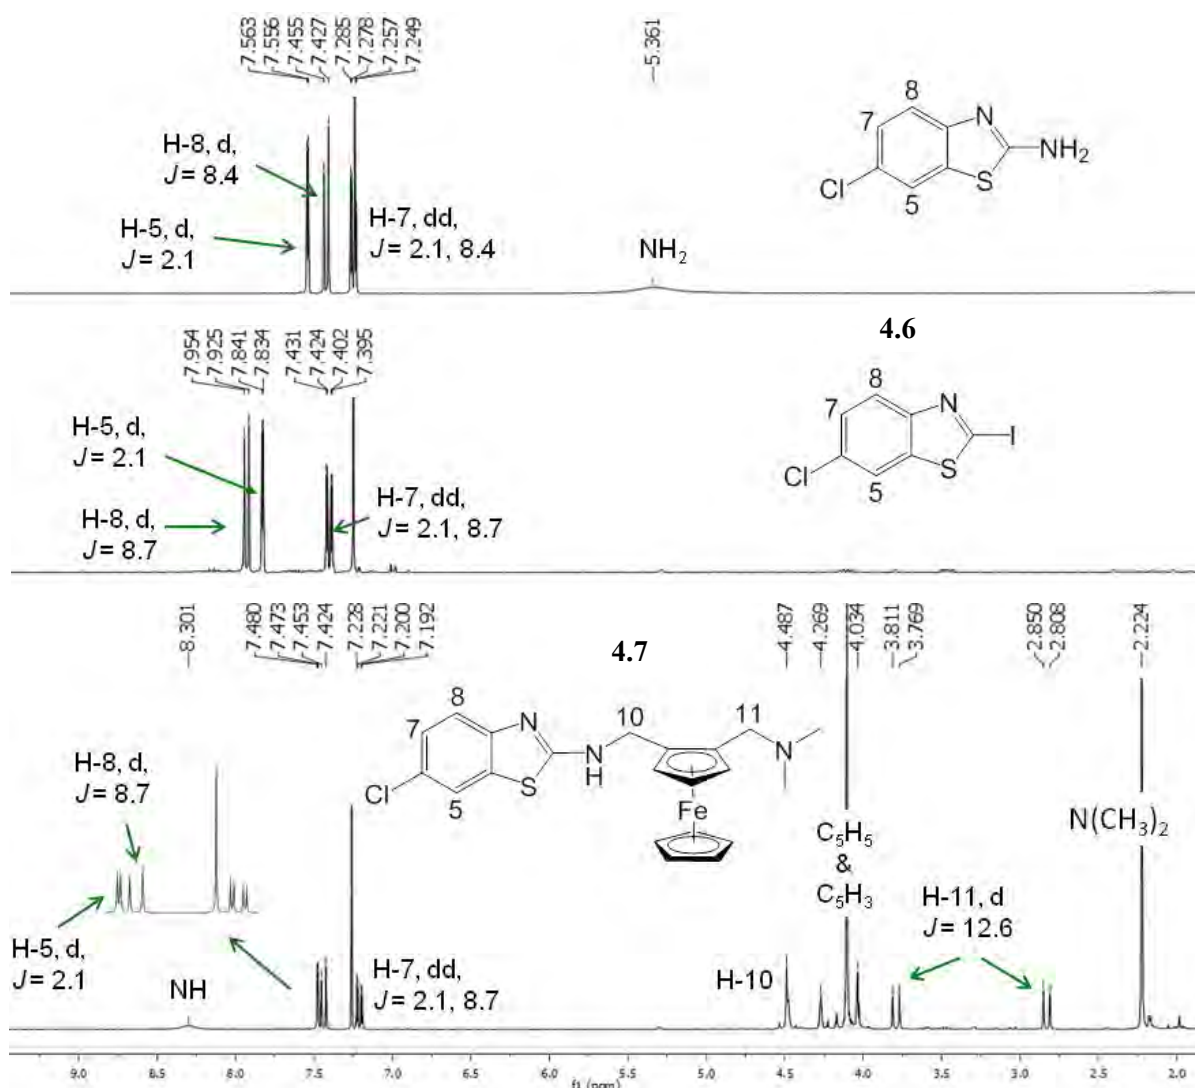 7.563
7.556
7.455
7.427
7.285
7.278
7.257
7.249
5.361
H-8, d,
J = 8.4
H-5, d,
J = 2.1
H-7, dd,
J = 2.1, 8.4
NH2
8
7
N
NH2
S
Cl
5
4.6
7.954
7.925
7.841
7.834
7.431
7.424
7.402
7.395
H-5, d,
J = 2.1
H-8, d,
J = 8.7
H-7, dd,
J = 2.1, 8.7
8
7
N
I
S
Cl
5
4.7
8.301
7.480
7.473
7.453
7.424
7.228
7.221
7.200
7.192
4.487
4.269
4.034
3.811
3.769
2.850
2.808
2.224
8
7
N
10
11
N
N
H
S
Cl
5
Fe
H-8, d,
J = 8.7
H-5, d,
J = 2.1
NH
H-7, dd,
J = 2.1, 8.7
H-10
C5H5
&
C5H3
H-11, d
J = 12.6
N(CH3)2
9.0 8.5 8.0 7.5 7.0 6.5 6.0 5.5 5.0 4.5 4.0 3.5 3.0 2.5 2.0
f1 (ppm)